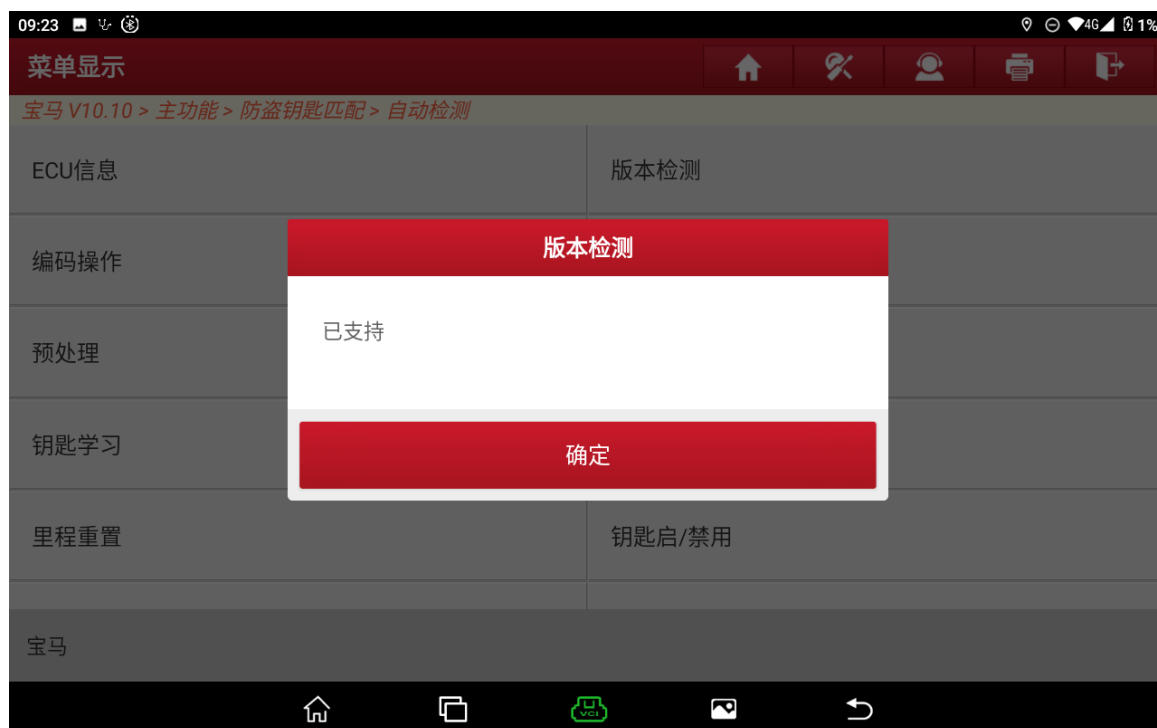 09:23
4G 1%
菜单显示
宝马 V10.10 > 主功能 > 防盗钥匙匹配 > 自动检测
ECU信息
版本检测
编码操作
版本检测
预处理
已支持
钥匙学习
确定
里程重置
钥匙启/禁用
宝马
VCI